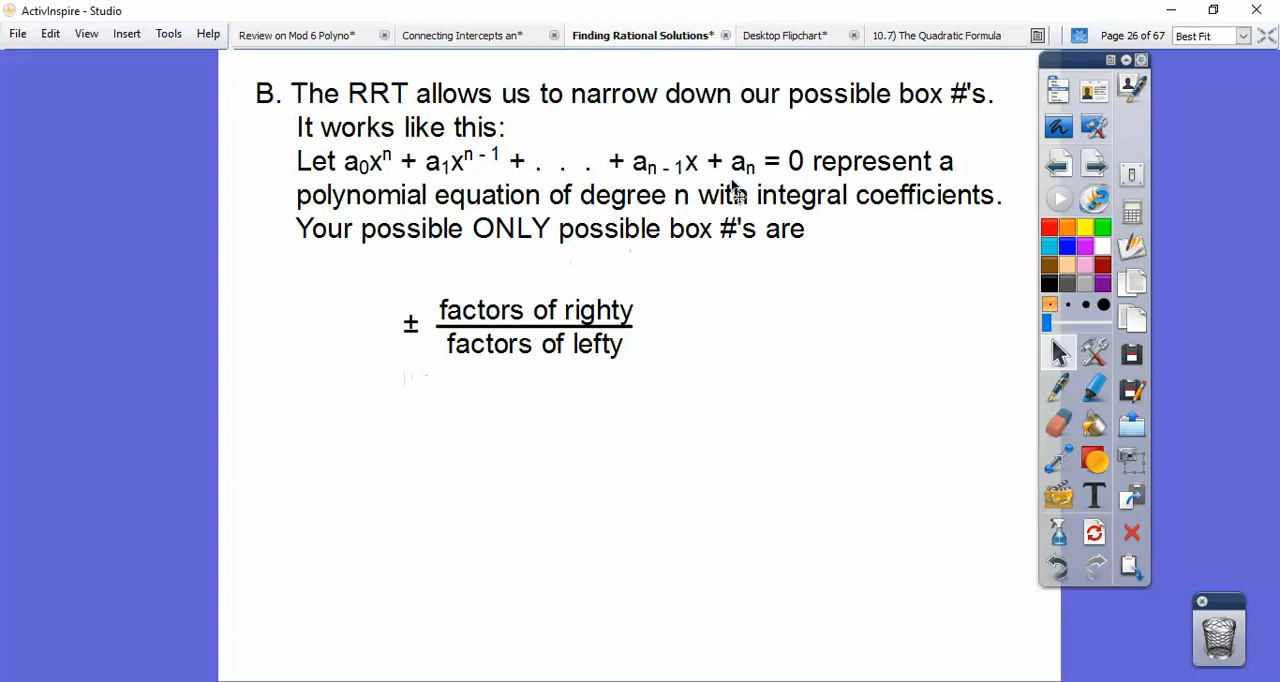 ActivInspire - Studio
File Edit View Insert Tools Help
Review on Mod 6 Polyno* Connecting Intercepts an* Finding Rational Solutions* Desktop Flipchart* 10.7) The Quadratic Formula Page 26 of 67 Best Fit
B. The RRT allows us to narrow down our possible box #'s.
It works like this:
Let a₀xⁿ + a₁xⁿ ⁻ ¹ + . . . + aₙ ₋ ₁x + aₙ = 0 represent a
polynomial equation of degree n with integral coefficients.
Your possible ONLY possible box #'s are
± factors of righty
factors of lefty
T